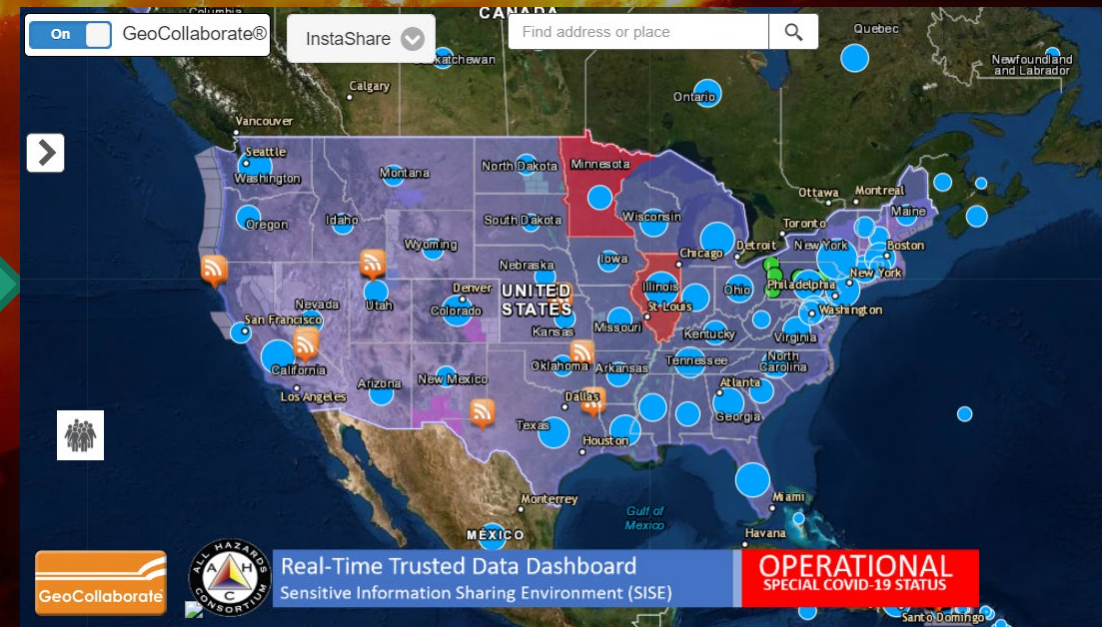 Columbia
CANADA
On
GeoCollaborate®
InstaShare
Find address or place
Quebec
Newfoundland
and Labrador
Calgary
Ontario
Vancouver
Seattle
Washington
Montana
North Dakota
Minnesota
Ottawa
Montreal
Oregon
Idaho
South Dakota
Wisconsin
Maine
Toronto
Wyoming
Chicago
Detroit
New York
Boston
Nebraska
Iowa
New York
Nevada
Utah
Denver
Colorado
UNITED
STATES
Illinois
Ohio
Philadelphia
San Francisco
Kansas
Missouri
St Louis
Kentucky
Washington
Virginia
California
Oklahoma
Arkansas
Tennessee
North
Carolina
Los Angeles
Arizona
New Mexico
Dallas
Atlanta
Georgia
Texas
Houston
Monterrey
Gulf of
Mexico
Miami
MÉXICO
Havana
GeoCollaborate
ALL HAZARDS
CONSORTIUM
A
H
C
Real-Time Trusted Data Dashboard
Sensitive Information Sharing Environment (SISE)
OPERATIONAL
SPECIAL COVID-19 STATUS
Santo Domingo